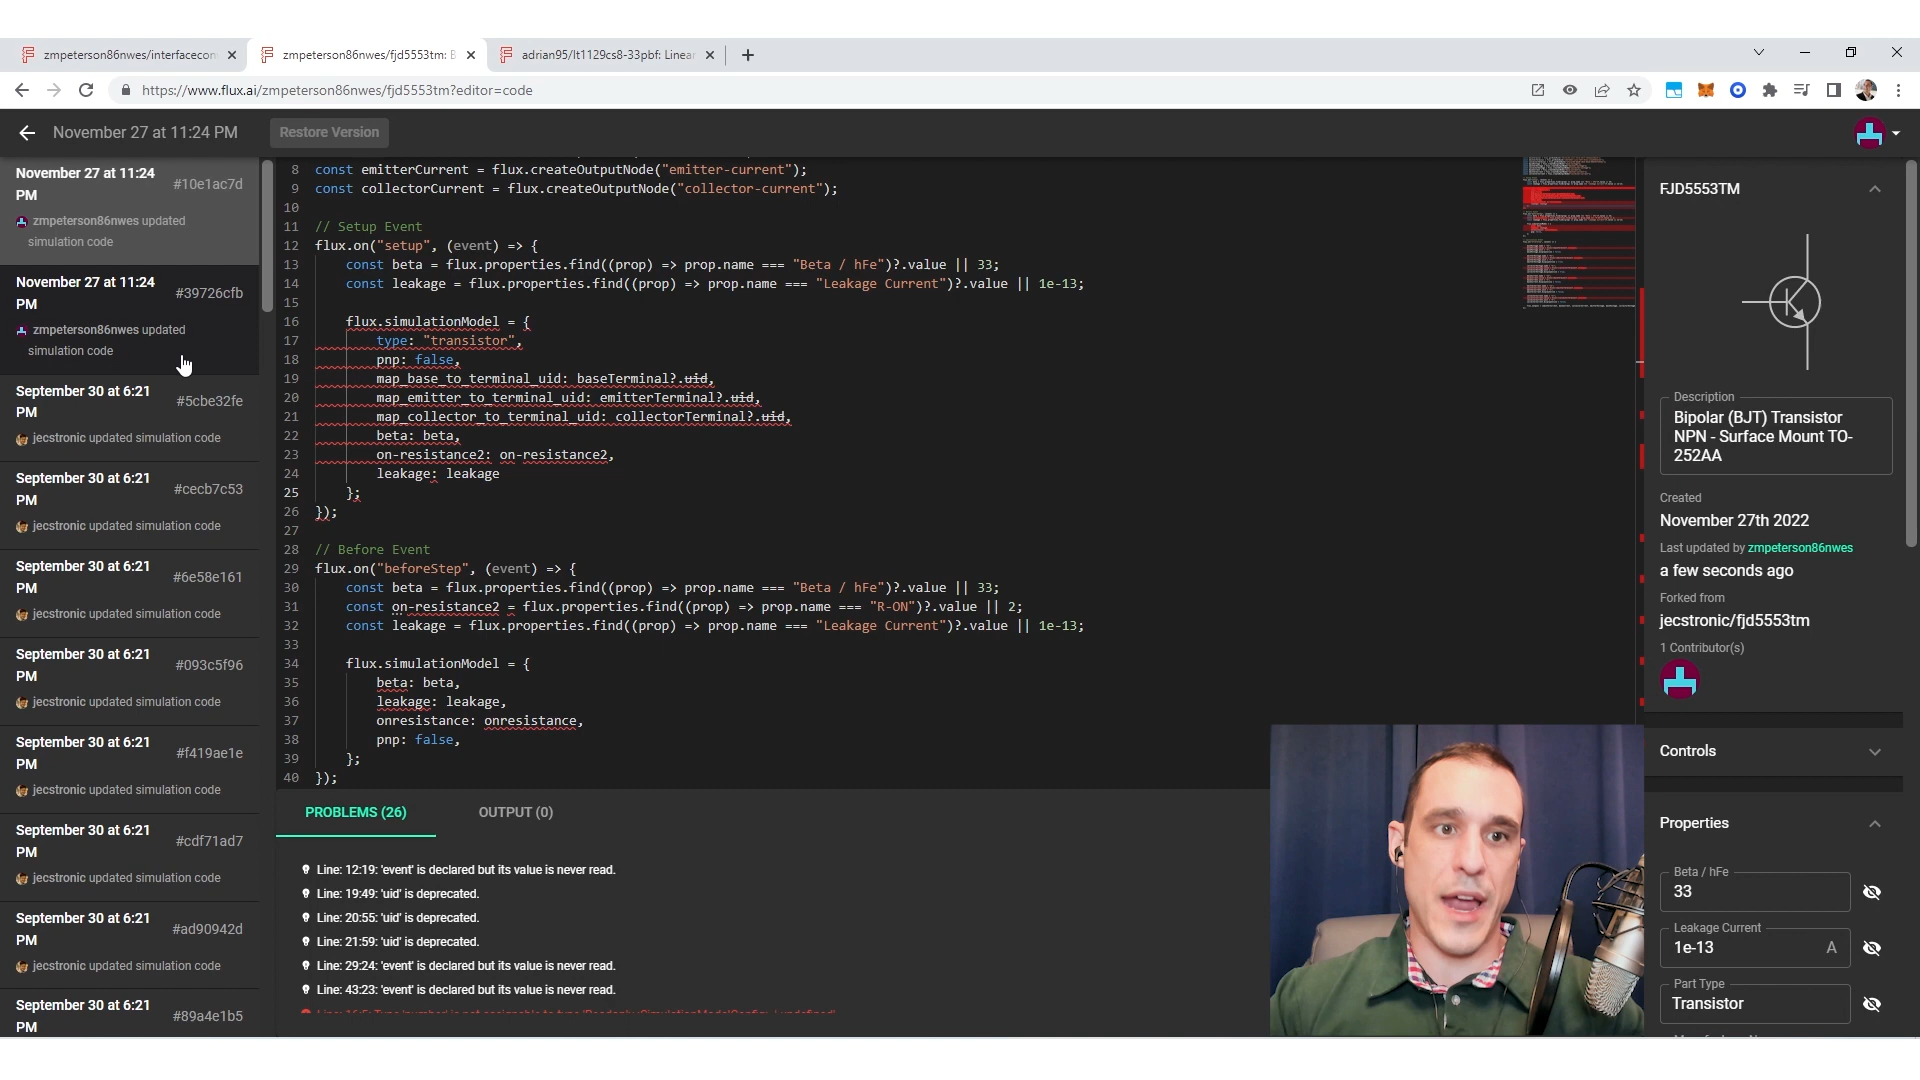 zmpeterson86nwes/interfacecon
zmpeterson86nwes/fjd5553tm: B
adrian95/lt1129cs8-33pbf: Linear
https://www.flux.ai/zmpeterson86nwes/fjd5553tm?editor=code
November 27 at 11:24 PM
Restore Version
November 27 at 11:24 PM
#10e1ac7d
zmpeterson86nwes updated simulation code
November 27 at 11:24 PM
#39726cfb
zmpeterson86nwes updated simulation code
September 30 at 6:21 PM
#5cbe32fe
jecstronic updated simulation code
September 30 at 6:21 PM
#cecb7c53
jecstronic updated simulation code
September 30 at 6:21 PM
#6e58e161
jecstronic updated simulation code
September 30 at 6:21 PM
#093c5f96
jecstronic updated simulation code
September 30 at 6:21 PM
#f419ae1e
jecstronic updated simulation code
September 30 at 6:21 PM
#cdf71ad7
jecstronic updated simulation code
September 30 at 6:21 PM
#ad90942d
jecstronic updated simulation code
September 30 at 6:21 PM
#89a4e1b5
8 const emitterCurrent = flux.createOutputNode("emitter-current");
9 const collectorCurrent = flux.createOutputNode("collector-current");
10
11 // Setup Event
12 flux.on("setup", (event) => {
13 const beta = flux.properties.find((prop) => prop.name === "Beta / hFe")?.value || 33;
14 const leakage = flux.properties.find((prop) => prop.name === "Leakage Current")?.value || 1e-13;
15
16 flux.simulationModel = {
17 type: "transistor",
18 pnp: false,
19 map_base_to_terminal_uid: baseTerminal?.uid,
20 map_emitter_to_terminal_uid: emitterTerminal?.uid,
21 map_collector_to_terminal_uid: collectorTerminal?.uid,
22 beta: beta,
23 on-resistance2: on-resistance2,
24 leakage: leakage
25 };
26 });
27
28 // Before Event
29 flux.on("beforeStep", (event) => {
30 const beta = flux.properties.find((prop) => prop.name === "Beta / hFe")?.value || 33;
31 const on-resistance2 = flux.properties.find((prop) => prop.name === "R-ON")?.value || 2;
32 const leakage = flux.properties.find((prop) => prop.name === "Leakage Current")?.value || 1e-13;
33
34 flux.simulationModel = {
35 beta: beta,
36 leakage: leakage,
37 onresistance: onresistance,
38 pnp: false,
39 };
40 });
PROBLEMS (26)
OUTPUT (0)
Line: 12:19: 'event' is declared but its value is never read.
Line: 19:49: 'uid' is deprecated.
Line: 20:55: 'uid' is deprecated.
Line: 21:59: 'uid' is deprecated.
Line: 29:24: 'event' is declared but its value is never read.
Line: 43:23: 'event' is declared but its value is never read.
FJD5553TM
Description
Bipolar (BJT) Transistor
NPN - Surface Mount TO-
252AA
Created
November 27th 2022
Last updated by zmpeterson86nwes
a few seconds ago
Forked from
jecstronic/fjd5553tm
1 Contributor(s)
Controls
Properties
Beta / hFe
33
Leakage Current
1e-13 A
Part Type
Transistor